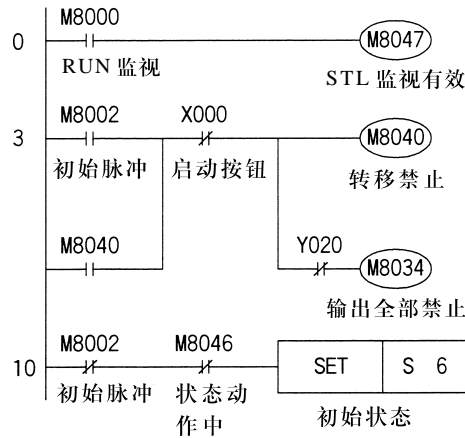 M8000
0
M8047
RUN 监视
STL 监视有效
M8002
X000
3
M8040
初始脉冲
启动按钮
转移禁止
M8040
Y020
M8034
输出全部禁止
M8002
M8046
10
SET
S 6
初始脉冲
状态动
作中
初始状态